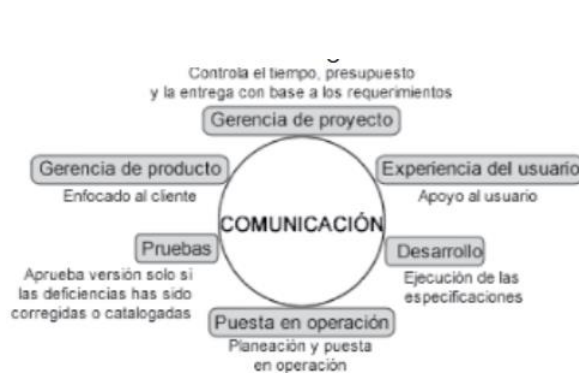 Controla el tiempo, presupuesto
y la entrega con base a los requerimientos
Gerencia de proyecto
Gerencia de producto
Enfocado al cliente
Experiencia del usuario
Apoyo al usuario
COMUNICACIÓN
Pruebas
Aprueba versión solo si
las deficiencias has sido
corregidas o catalogadas
Desarrollo
Ejecución de las
especificaciones
Puesta en operación
Planeación y puesta
en operación